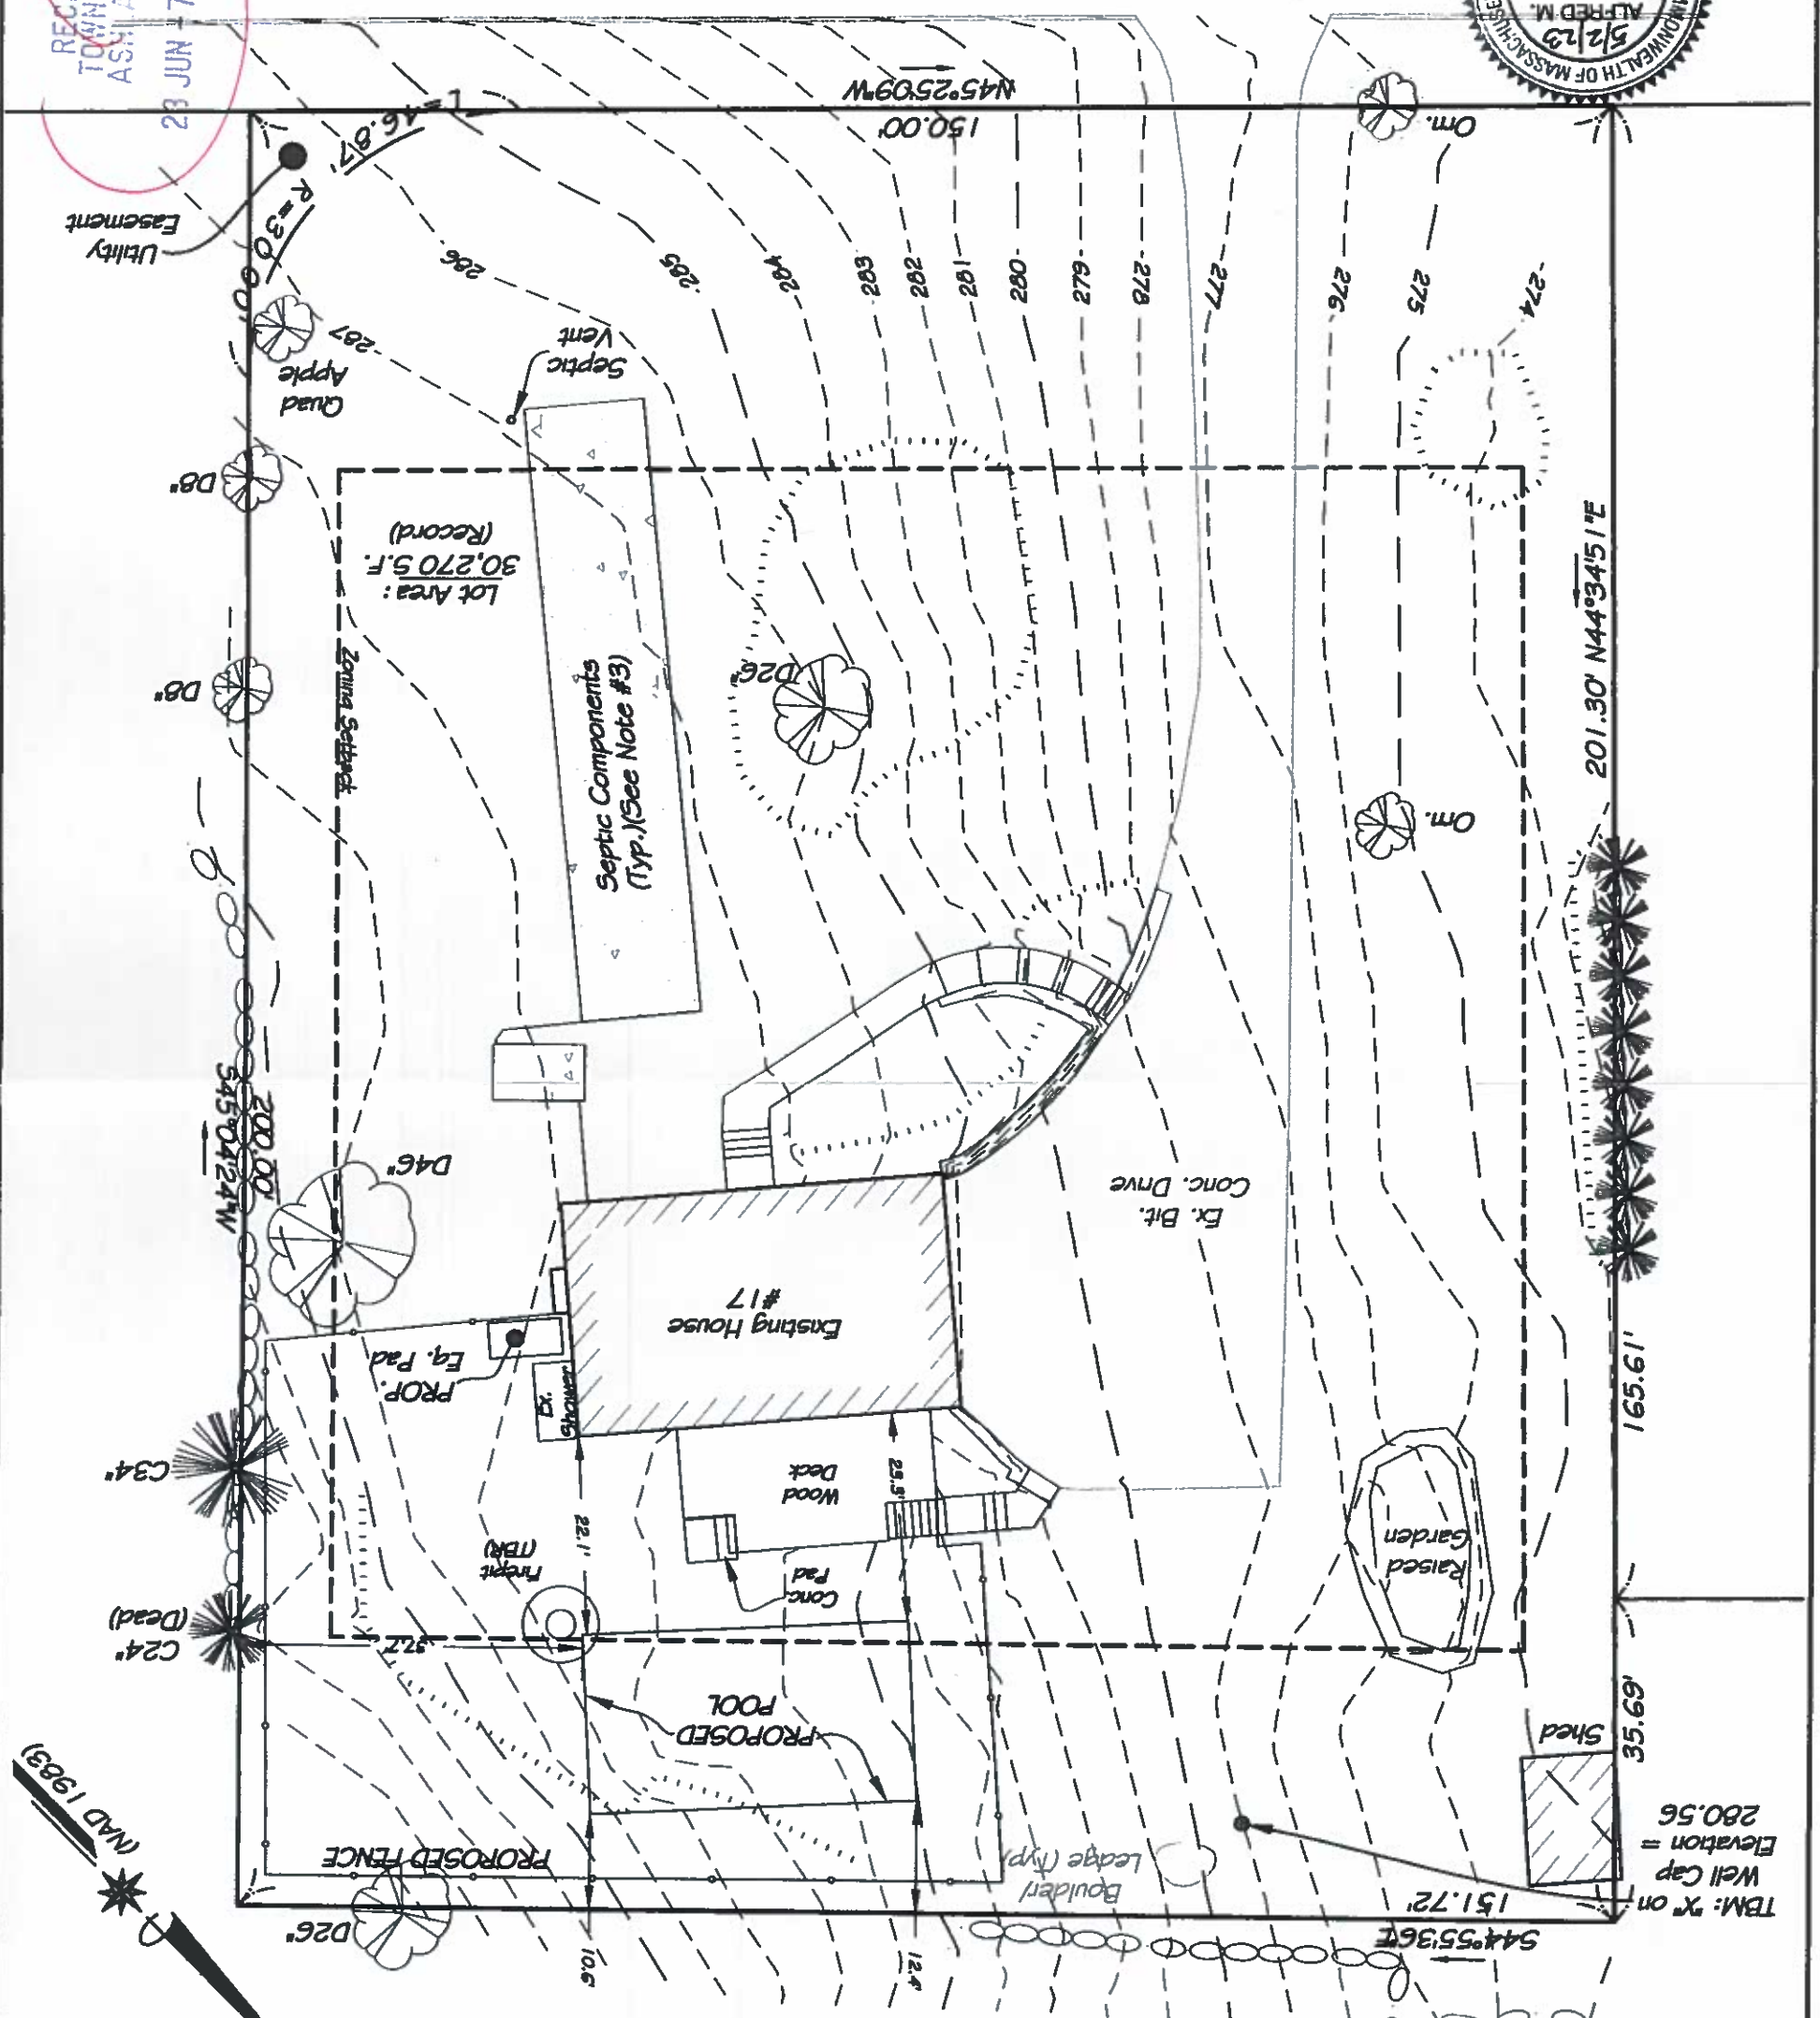 TBM: "X" on
Well Cap
Elevation =
280.56
S44°55'36"E
151.72'
Boulder/
Ledge (Typ)
12.4'
10.6'
D26"
(NAD 1983)
PROPOSED FENCE
Shed
35.69'
PROPOSED
POOL
37.7'
C24"
(Dead)
Raised
Garden
Conc.
Pad
Firepit
(TBR)
22.1'
Wood
Deck
C34"
165.61'
Ex.
Shower
PROP.
Eq. Pad
Existing House
#17
Ex. Bit.
Conc. Drive
D46"
200.00'
S45°04'24"W
Orn.
Septic Components
(Typ.)(See Note #3)
D26"
D8"
Zoning Setback
201.30' N44°34'51"E
Lot Area:
30,270 S.F.
(Record)
D8"
Quad
Apple
Septic
Vent
274
275
276
277
278
279
280
281
282
283
284
285
286
287
Utility
Easement
R=30.00'
L=46.87'
Orn.
150.00'
N45°25'09"W
5/2/23
ALFRED M.
23 JUN -7